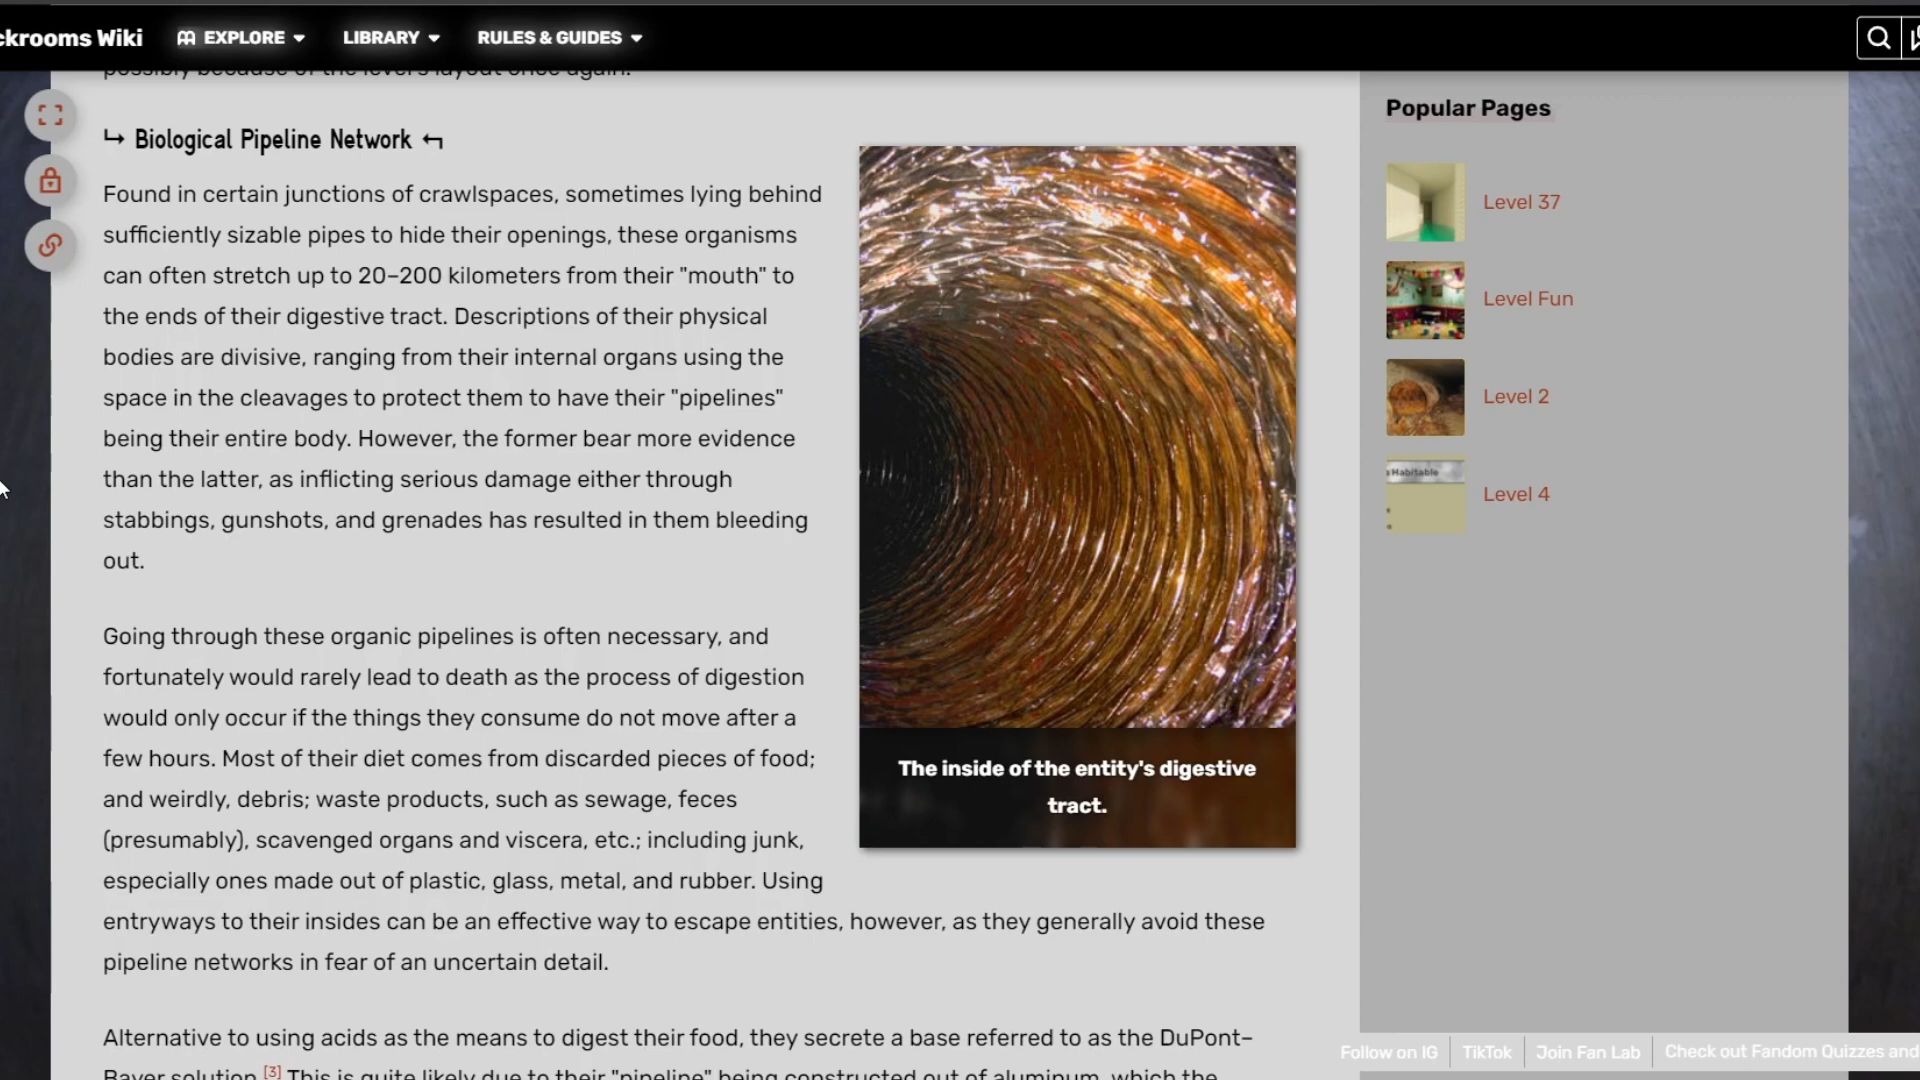 ckrooms Wiki EXPLORE LIBRARY RULES & GUIDES
possibly because of the level's layout once again.
↪ Biological Pipeline Network ↩
Found in certain junctions of crawlspaces, sometimes lying behind
sufficiently sizable pipes to hide their openings, these organisms
can often stretch up to 20–200 kilometers from their "mouth" to
the ends of their digestive tract. Descriptions of their physical
bodies are divisive, ranging from their internal organs using the
space in the cleavages to protect them to have their "pipelines"
being their entire body. However, the former bear more evidence
than the latter, as inflicting serious damage either through
stabbings, gunshots, and grenades has resulted in them bleeding
out.
Going through these organic pipelines is often necessary, and
fortunately would rarely lead to death as the process of digestion
would only occur if the things they consume do not move after a
few hours. Most of their diet comes from discarded pieces of food;
and weirdly, debris; waste products, such as sewage, feces
(presumably), scavenged organs and viscera, etc.; including junk,
especially ones made out of plastic, glass, metal, and rubber. Using
entryways to their insides can be an effective way to escape entities, however, as they generally avoid these
pipeline networks in fear of an uncertain detail.
Alternative to using acids as the means to digest their food, they secrete a base referred to as the DuPont–
Bayer solution.[3] This is quite likely due to their "pipeline" being constructed out of aluminum, which the
The inside of the entity's digestive
tract.
Popular Pages
Level 37
Level Fun
Level 2
Habitable
Level 4
Follow on IG TikTok Join Fan Lab Check out Fandom Quizzes and